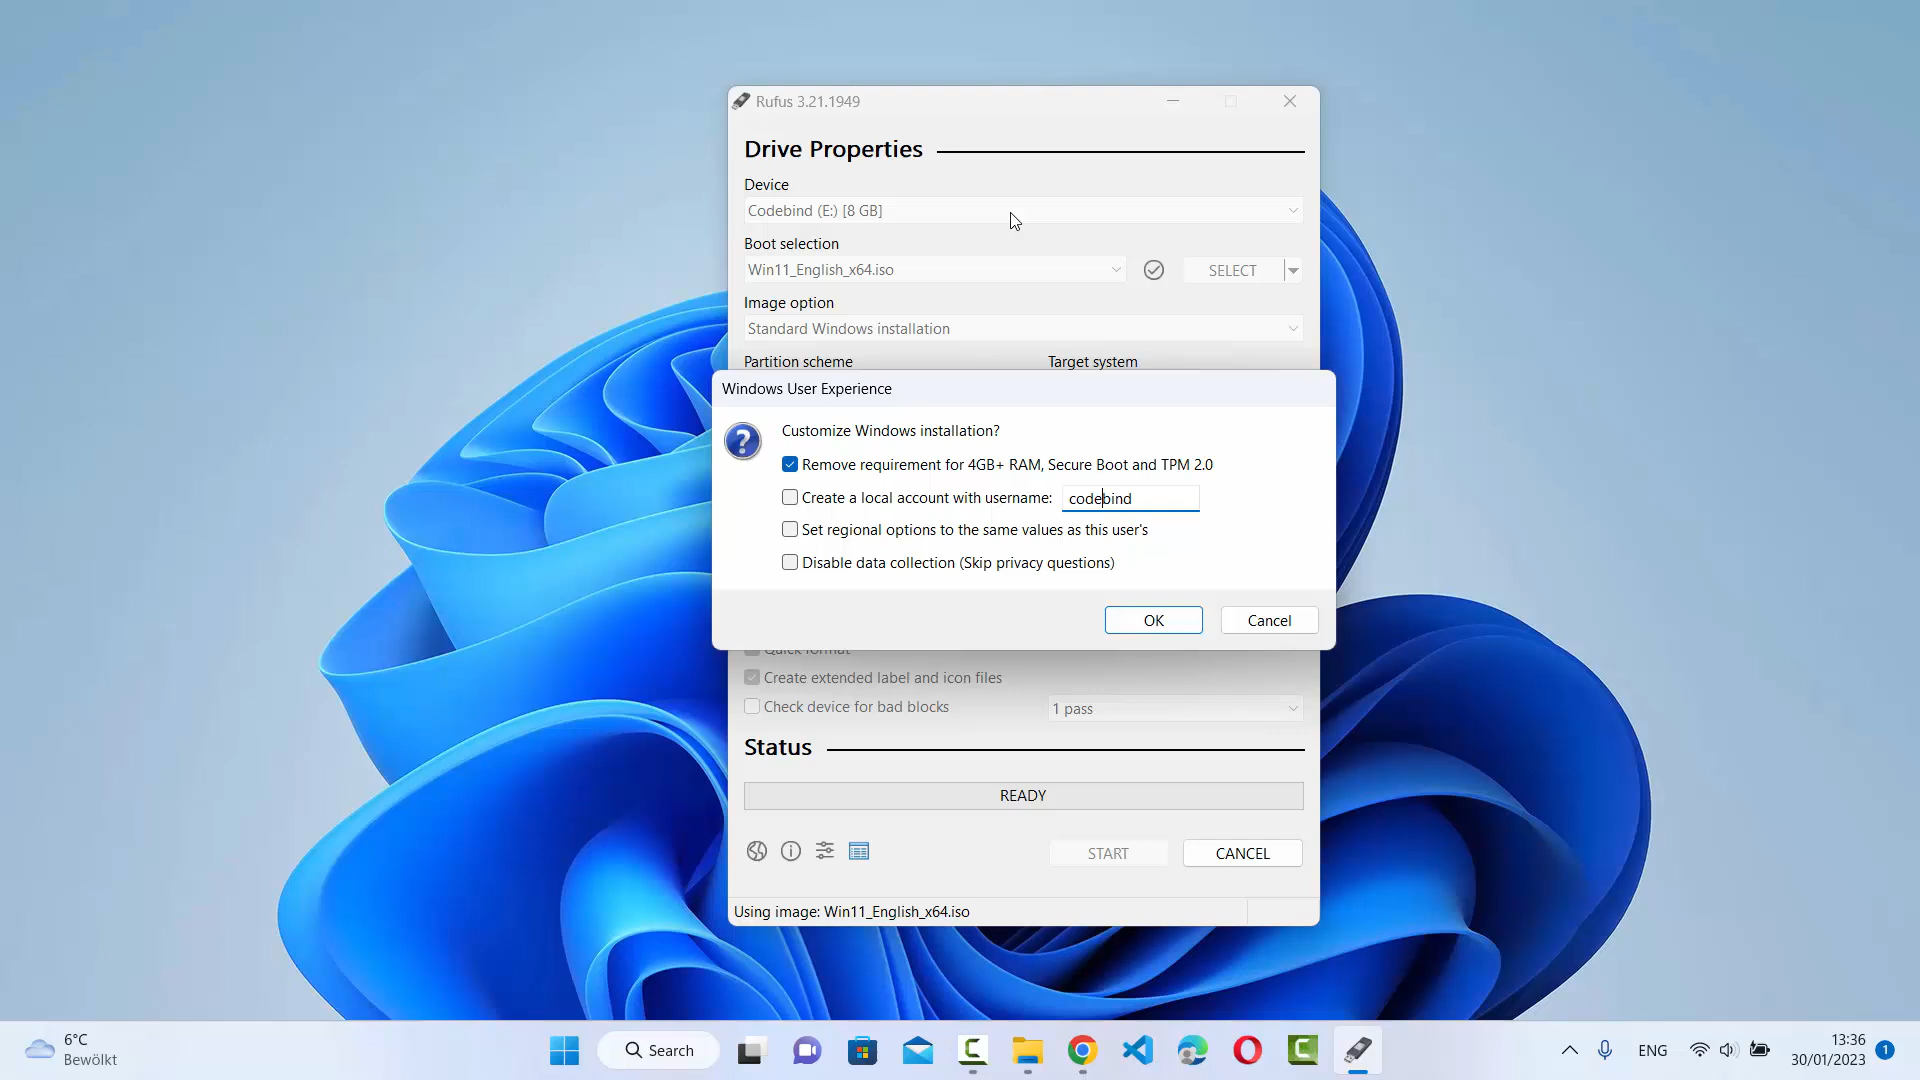 Rufus 3.21.1949
Drive Properties
Device
Codebind (E:) [8 GB]
Boot selection
Win11_English_x64.iso
SELECT
Image option
Standard Windows installation
Partition scheme
Target system
Windows User Experience
Customize Windows installation?
Remove requirement for 4GB+ RAM, Secure Boot and TPM 2.0
Create a local account with username: codebind
Set regional options to the same values as this user's
Disable data collection (Skip privacy questions)
OK
Cancel
Quick format
Create extended label and icon files
Check device for bad blocks
1 pass
Status
READY
START
CANCEL
Using image: Win11_English_x64.iso
6°C
Bewölkt
Search
ENG
13:36
30/01/2023
1